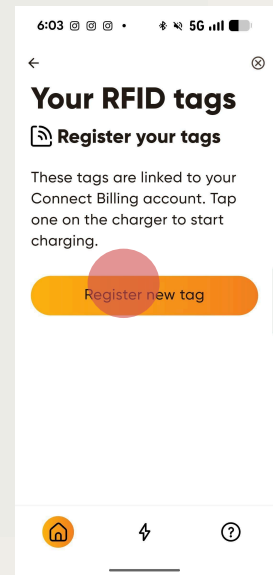 6:03 5G
Your RFID tags
Register your tags
These tags are linked to your
Connect Billing account. Tap
one on the charger to start
charging.
Register new tag